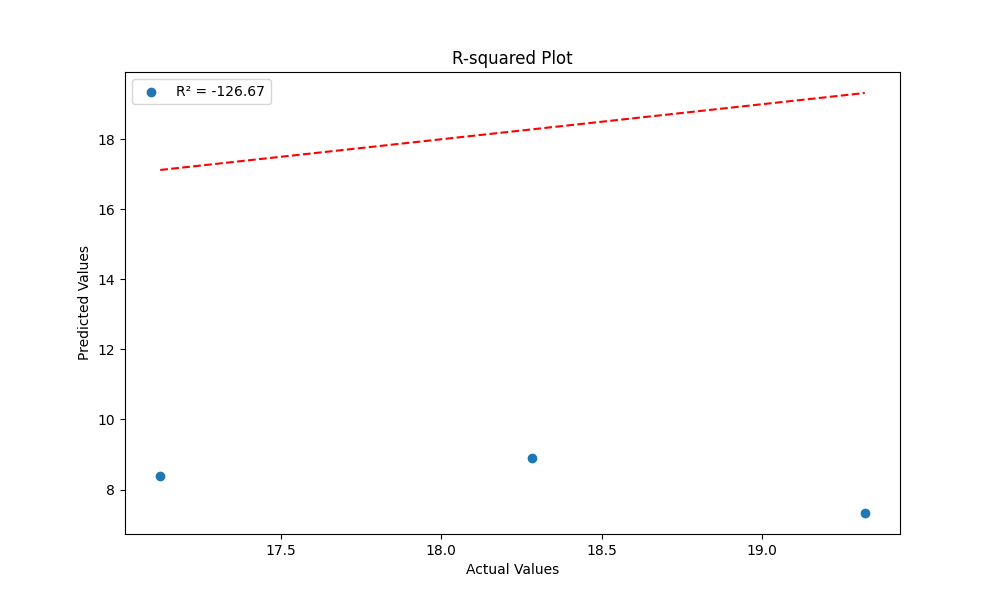 R-squared Plot
R² = -126.67
Predicted Values
18
16
14
12
10
8
17.5 18.0 18.5 19.0
Actual Values